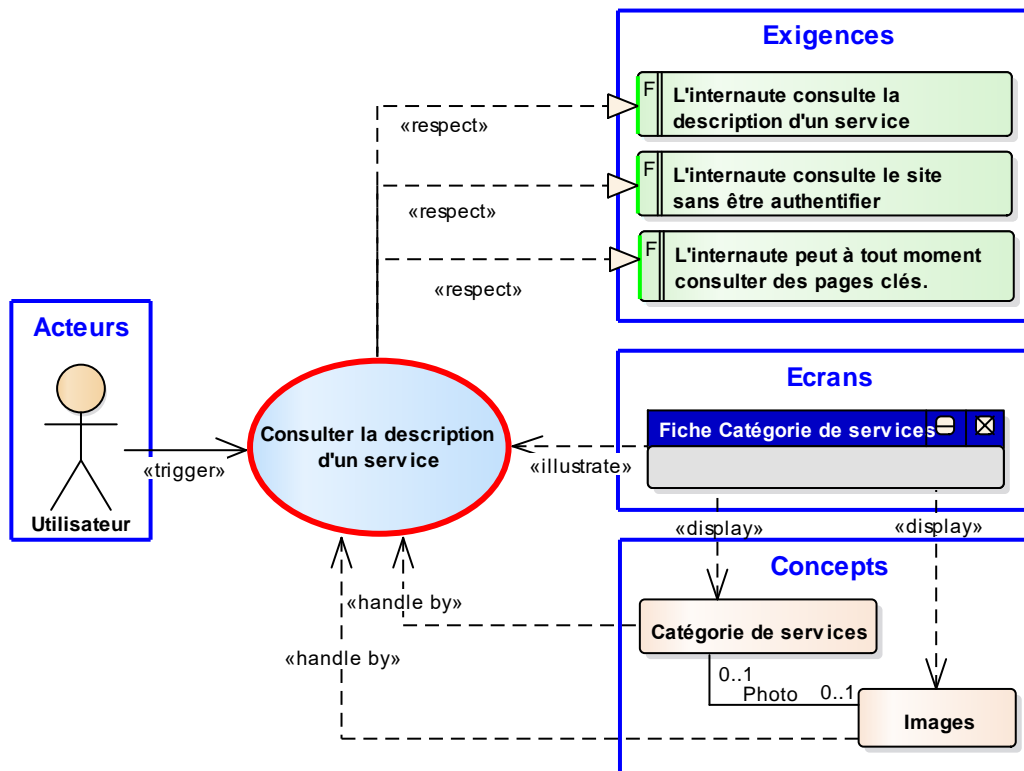 Exigences
F
L'internaute consulte la
description d'un service
«respect»
F
L'internaute consulte le site
sans être authentifier
«respect»
F
L'internaute peut à tout moment
consulter des pages clés.
«respect»
Acteurs
Utilisateur
«trigger»
Consulter la description
d'un service
Ecrans
Fiche Catégorie de services
«illustrate»
«display»
«display»
Concepts
«handle by»
Catégorie de services
«handle by»
0..1
Photo
0..1
Images